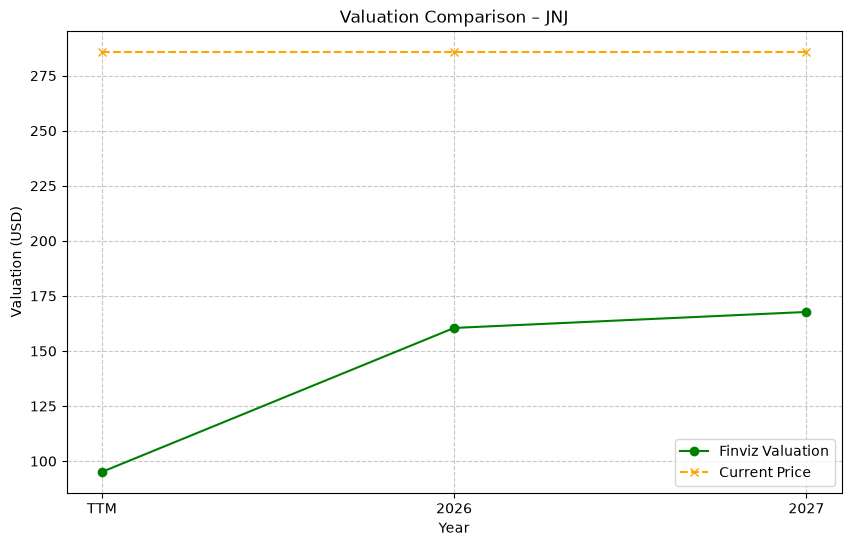 Valuation Comparison – JNJ
Valuation (USD)
275
250
225
200
175
150
125
100
TTM
2026
2027
Year
Finviz Valuation
Current Price